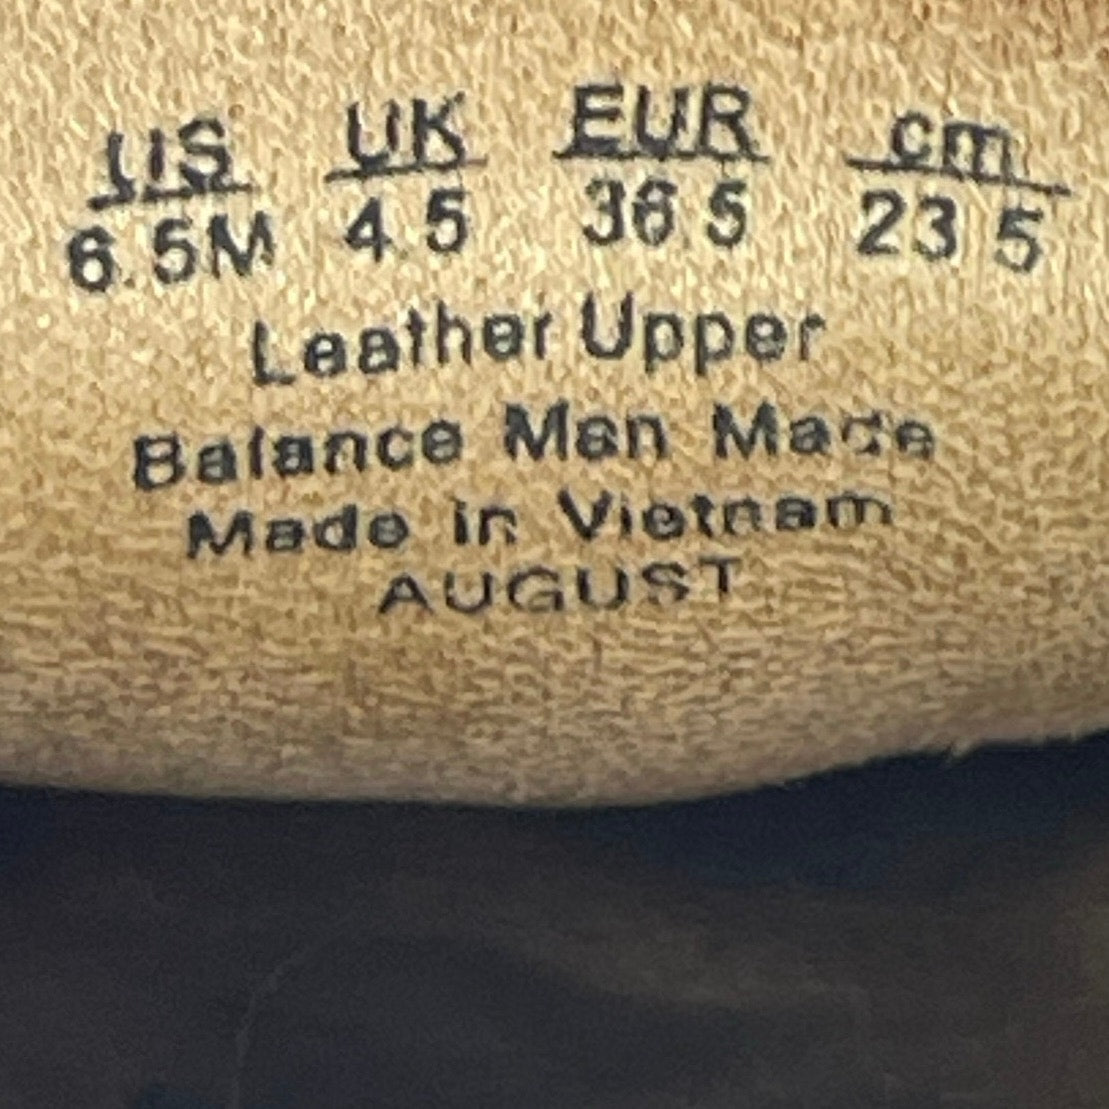 US UK EUR cm
6.5M 4.5 36.5 23.5
Leather Upper
Balance Man Made
Made in Vietnam
AUGUST